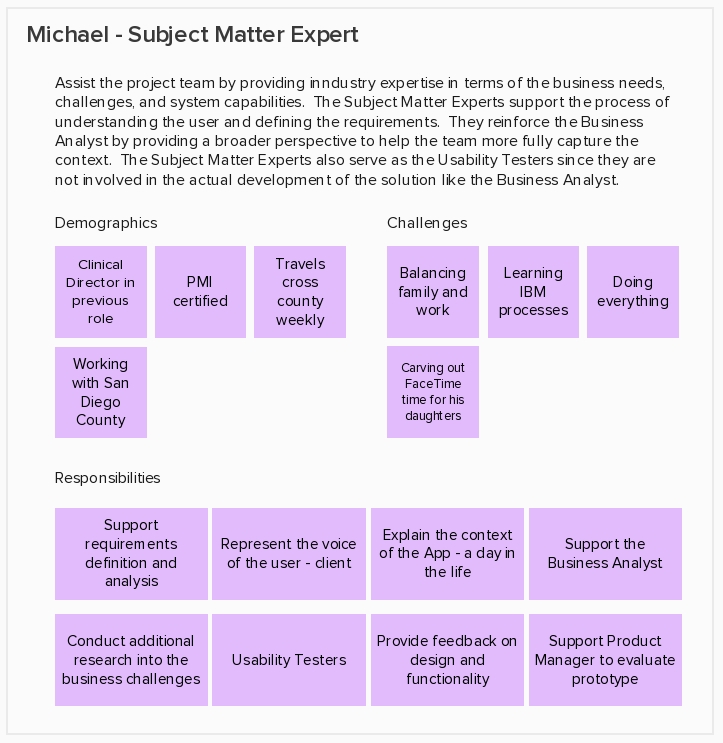 Michael - Subject Matter Expert
Assist the project team by providing inndustry expertise in terms of the business needs,
challenges, and system capabilities.  The Subject Matter Experts support the process of
understanding the user and defining the requirements.  They reinforce the Business
Analyst by providing a broader perspective to help the team more fully capture the
context.  The Subject Matter Experts also serve as the Usability Testers since they are
not involved in the actual development of the solution like the Business Analyst.
Demographics
Clinical
Director in
previous
role
PMI
certified
Travels
cross
county
weekly
Working
with San
Diego
County
Challenges
Balancing
family and
work
Learning
IBM
processes
Doing
everything
Carving out
FaceTime
time for his
daughters
Responsibilities
Support
requirements
definition and
analysis
Represent the voice
of the user - client
Explain the context
of the App - a day in
the life
Support the
Business Analyst
Conduct additional
research into the
business challenges
Usability Testers
Provide feedback on
design and
functionality
Support Product
Manager to evaluate
prototype